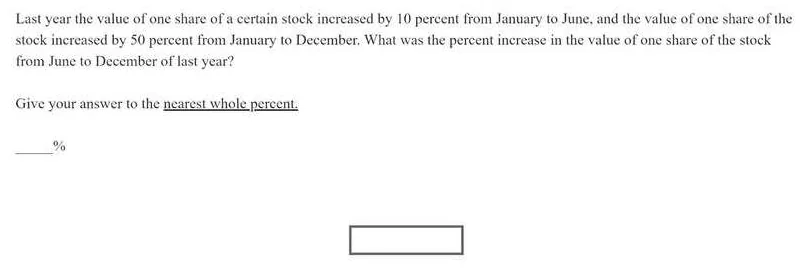 Last year the value of one share of a certain stock increased by 10 percent from January to June, and the value of one share of the
stock increased by 50 percent from January to December. What was the percent increase in the value of one share of the stock
from June to December of last year?
Give your answer to the nearest whole percent.
_____%